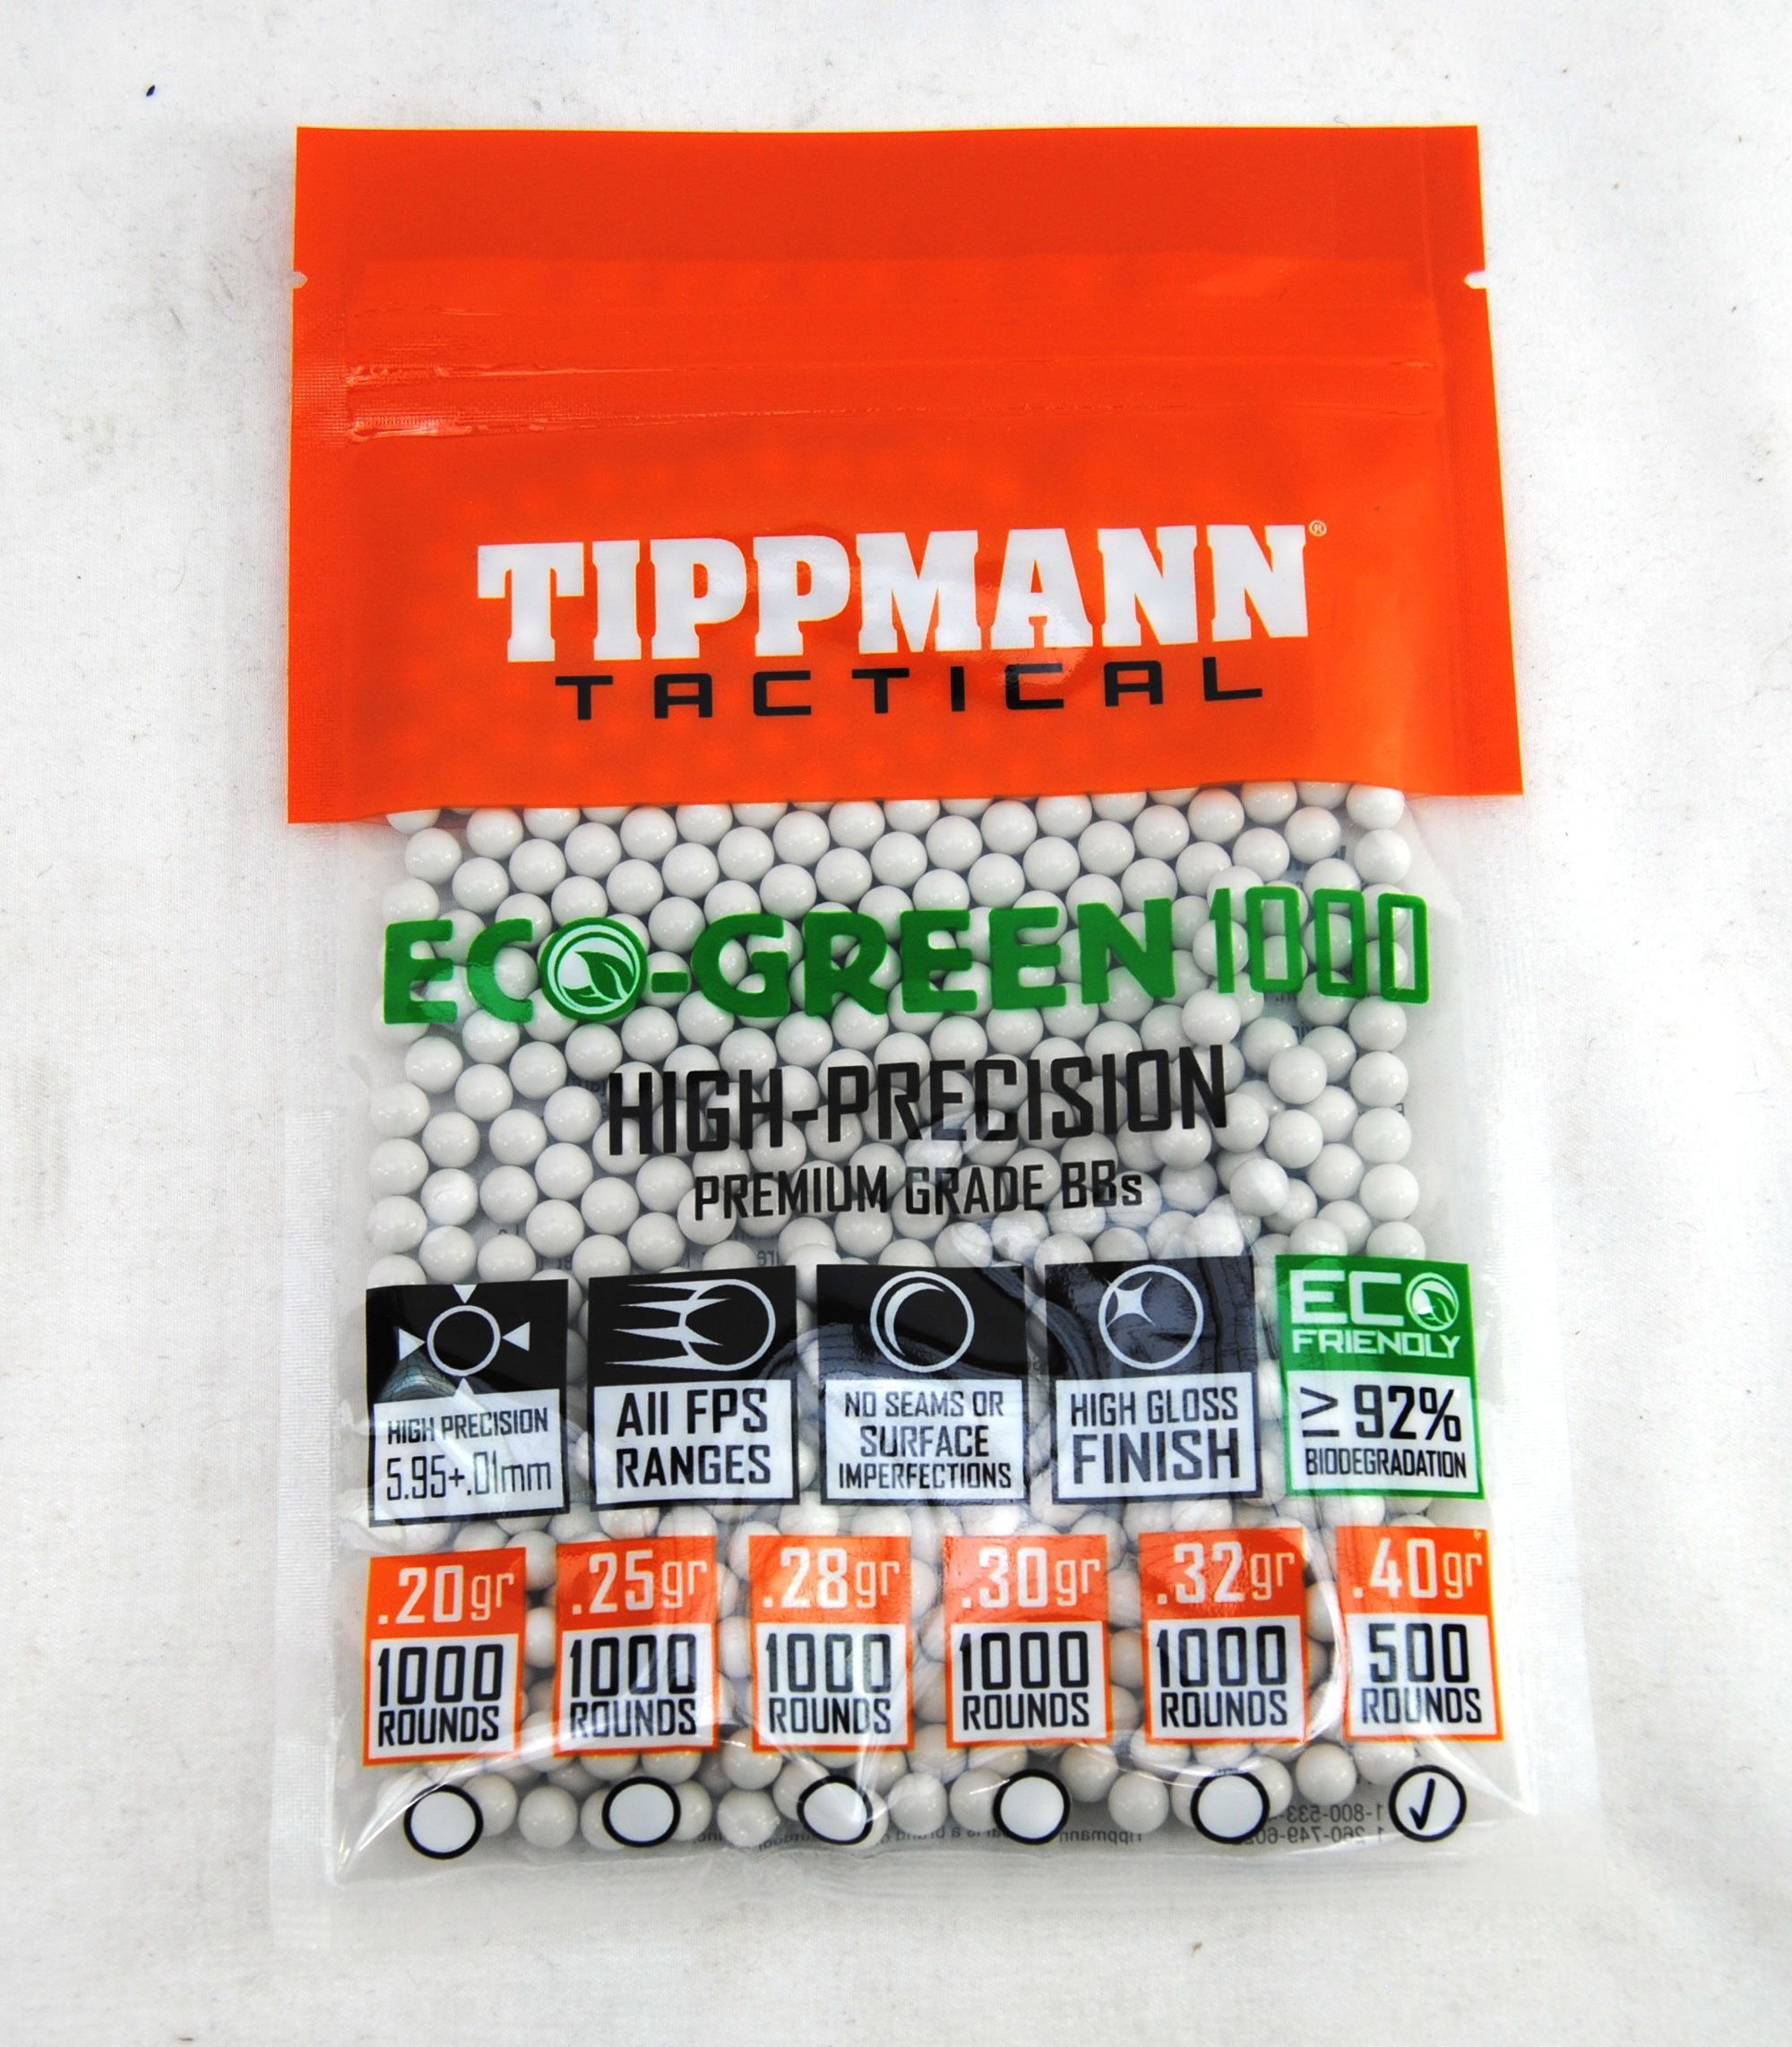 TIPPMANN®
TACTICAL
ECO-GREEN 1000
HIGH-PRECISION
PREMIUM GRADE BBs
HIGH PRECISION
5.95+.01mm
All FPS
RANGES
NO SEAMS OR
SURFACE
IMPERFECTIONS
HIGH GLOSS
FINISH
ECO
FRIENDLY
≥ 92%
BIODEGRADATION
.20gr
1000
ROUNDS
.25gr
1000
ROUNDS
.28gr
1000
ROUNDS
.30gr
1000
ROUNDS
.32gr
1000
ROUNDS
.40gr
500
ROUNDS